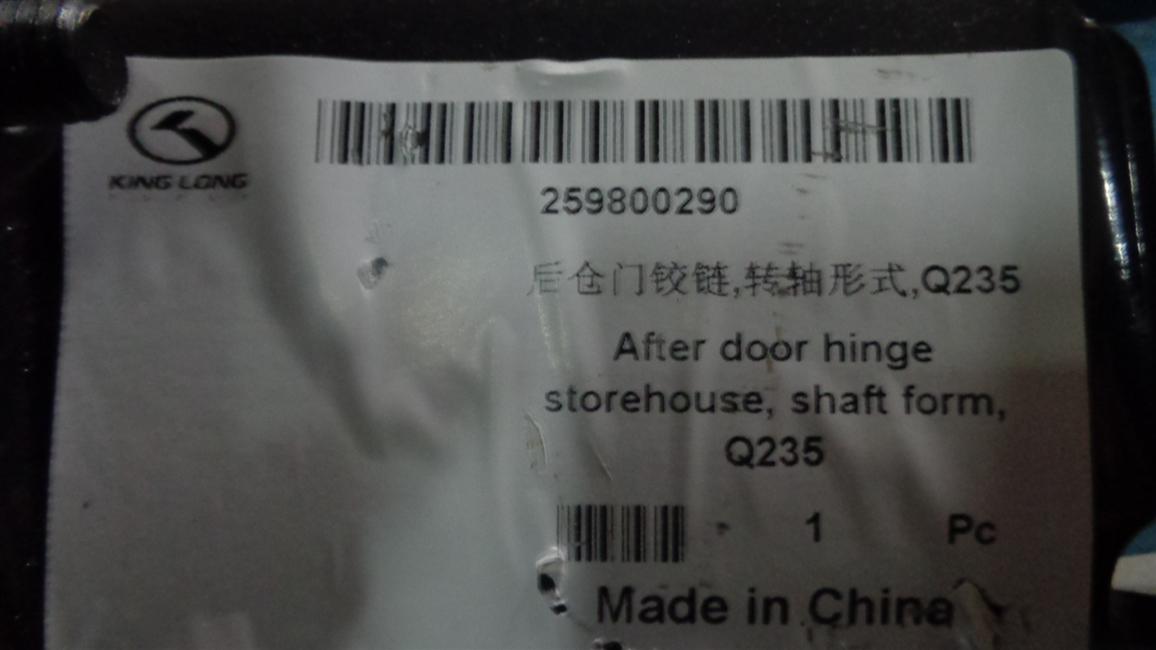 KING LONG
259800290
后仓门铰链,转轴形式,Q235
After door hinge
storehouse, shaft form,
Q235
1 Pc
Made in China